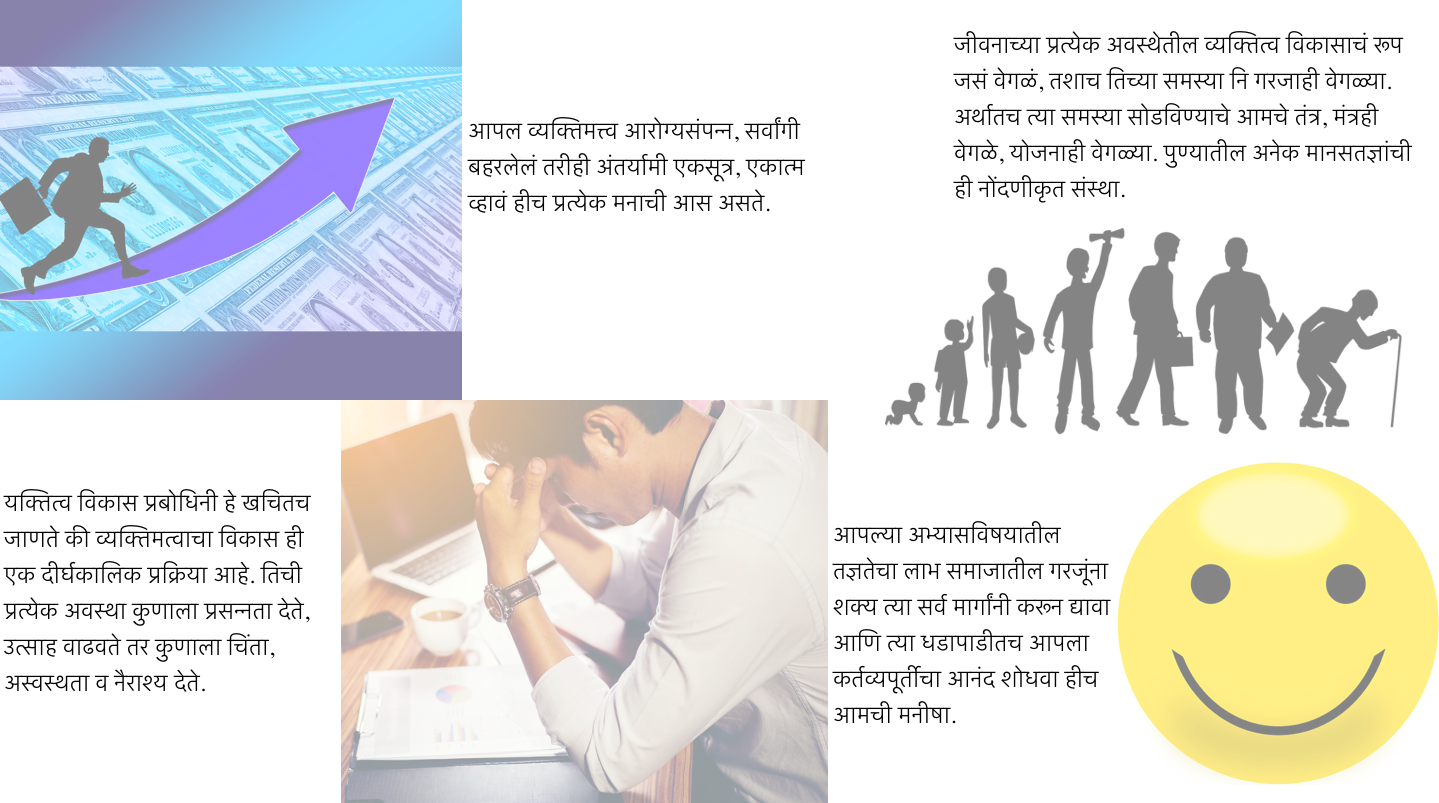 आपल व्यक्तिमत्त्व आरोग्यसंपन्न, सर्वांगी
बहरलेलं तरीही अंतर्यामी एकसूत्र, एकात्म
व्हावं हीच प्रत्येक मनाची आस असते.
जीवनाच्या प्रत्येक अवस्थेतील व्यक्तित्व विकासाचं रूप
जसं वेगळं, तशाच तिच्या समस्या नि गरजाही वेगळ्या.
अर्थातच त्या समस्या सोडविण्याचे आमचे तंत्र, मंत्रही
वेगळे, योजनाही वेगळ्या. पुण्यातील अनेक मानसतज्ञांची
ही नोंदणीकृत संस्था.
यक्तित्व विकास प्रबोधिनी हे खचितच
जाणते की व्यक्तिमत्वाचा विकास ही
एक दीर्घकालिक प्रक्रिया आहे. तिची
प्रत्येक अवस्था कुणाला प्रसन्नता देते,
उत्साह वाढवते तर कुणाला चिंता,
अस्वस्थता व नैराश्य देते.
आपल्या अभ्यासविषयातील
तज्ञतेचा लाभ समाजातील गरजूंना
शक्य त्या सर्व मार्गांनी करून द्यावा
आणि त्या धडापाडीतच आपला
कर्तव्यपूर्तीचा आनंद शोधवा हीच
आमची मनीषा.